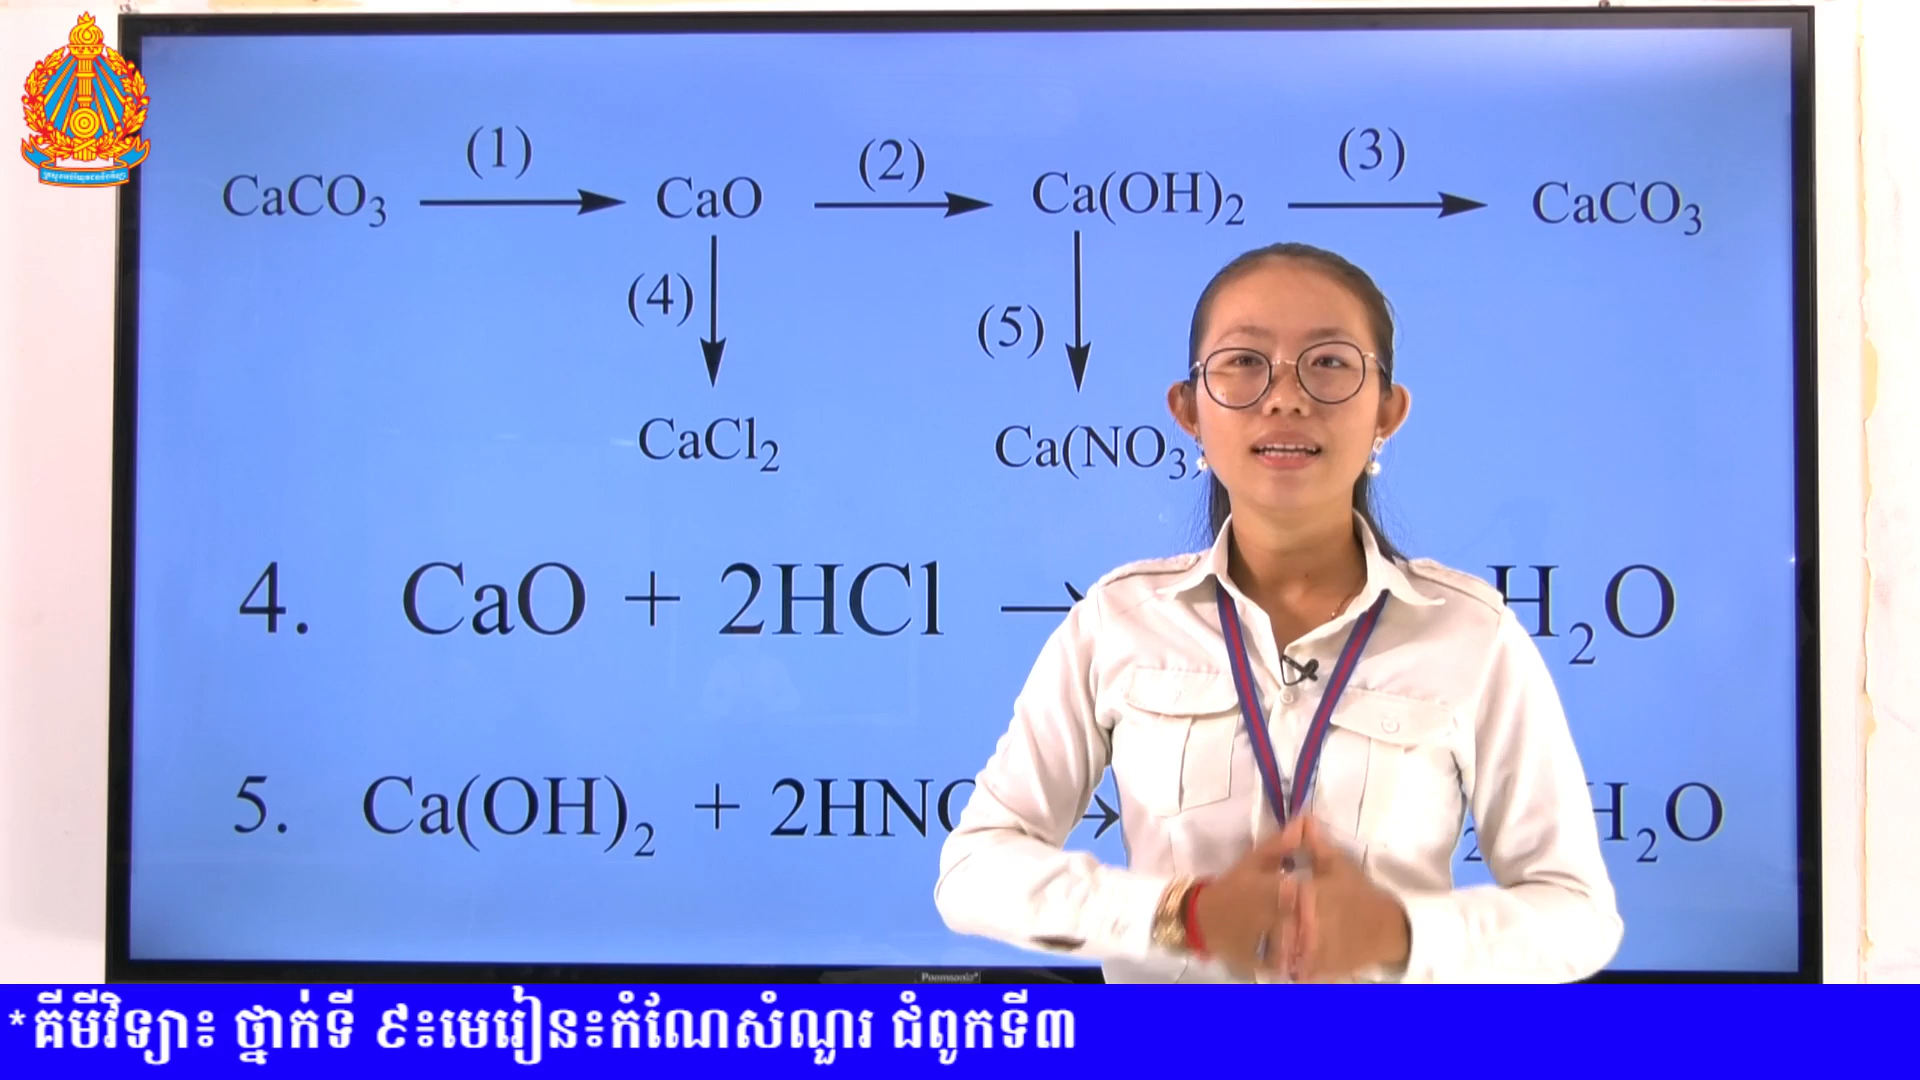 (1) (2) (3)
CaCO₃ → CaO → Ca(OH)₂ → CaCO₃
(4) (5)
CaCl₂ Ca(NO₃
4. CaO + 2HCl → H₂O
5. Ca(OH)₂ + 2HNO → ₂ H₂O
*គីមីវិទ្យា៖ ថ្នាក់ទី ៩៖មេរៀន៖កំណែសំណួរ ជំពូកទី៣